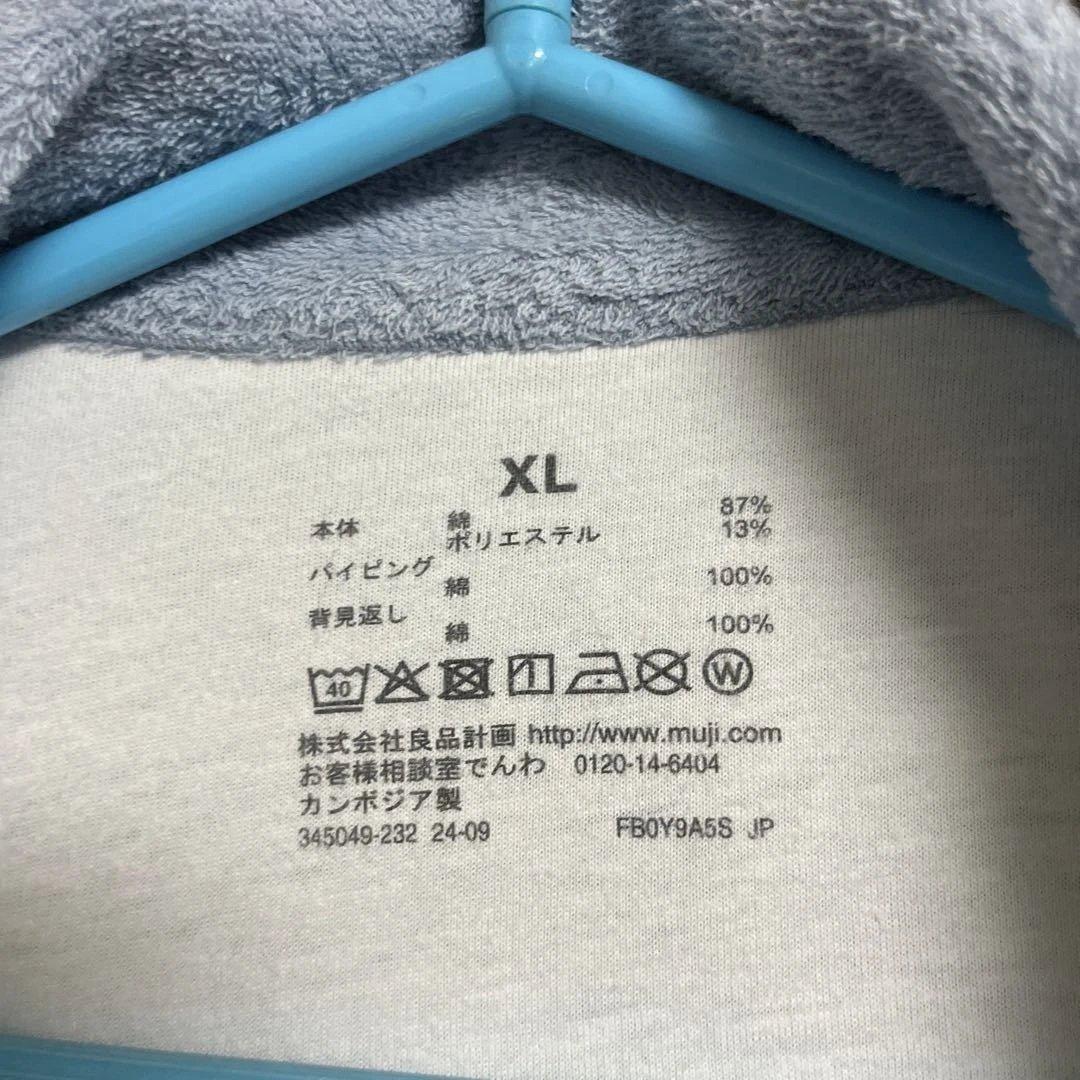 XL
本体 綿 87%
ポリエステル 13%
パイピング 綿 100%
背見返し 綿 100%
40 W
株式会社良品計画 http://www.muji.com
お客様相談室でんわ 0120-14-6404
カンボジア製
345049-232 24-09 FB0Y9A5S JP